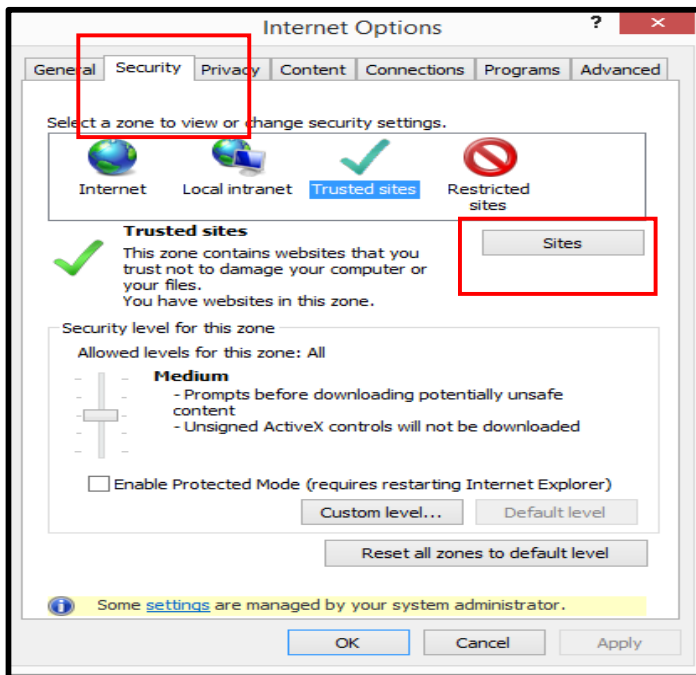 Internet Options ? ×
General Security Privacy Content Connections Programs Advanced
Select a zone to view or change security settings.
Internet Local intranet Trusted sites Restricted
sites
Trusted sites
Sites
This zone contains websites that you
trust not to damage your computer or
your files.
You have websites in this zone.
Security level for this zone
Allowed levels for this zone: All
Medium
- Prompts before downloading potentially unsafe
content
- Unsigned ActiveX controls will not be downloaded
Enable Protected Mode (requires restarting Internet Explorer)
Custom level... Default level
Reset all zones to default level
Some settings are managed by your system administrator.
OK Cancel Apply